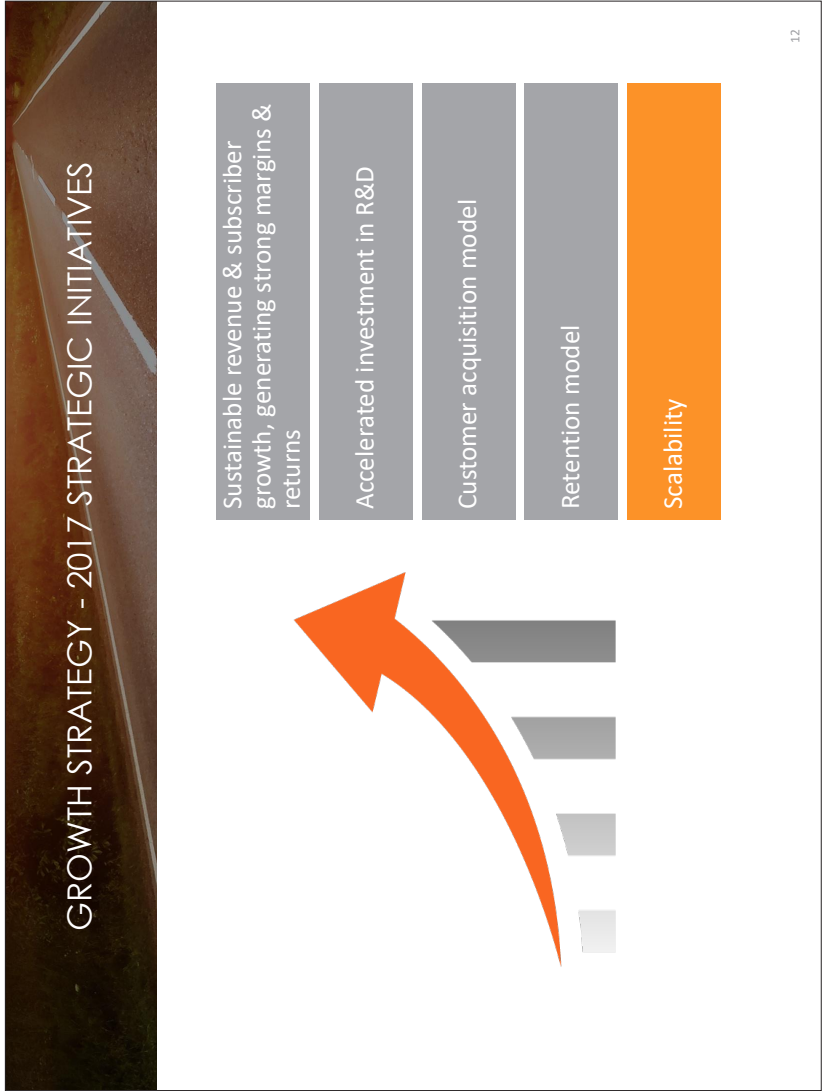 GROWTH STRATEGY - 2017 STRATEGIC INITIATIVES
Sustainable revenue & subscriber
growth, generating strong margins &
returns
Accelerated investment in R&D
Customer acquisition model
Retention model
Scalability
12